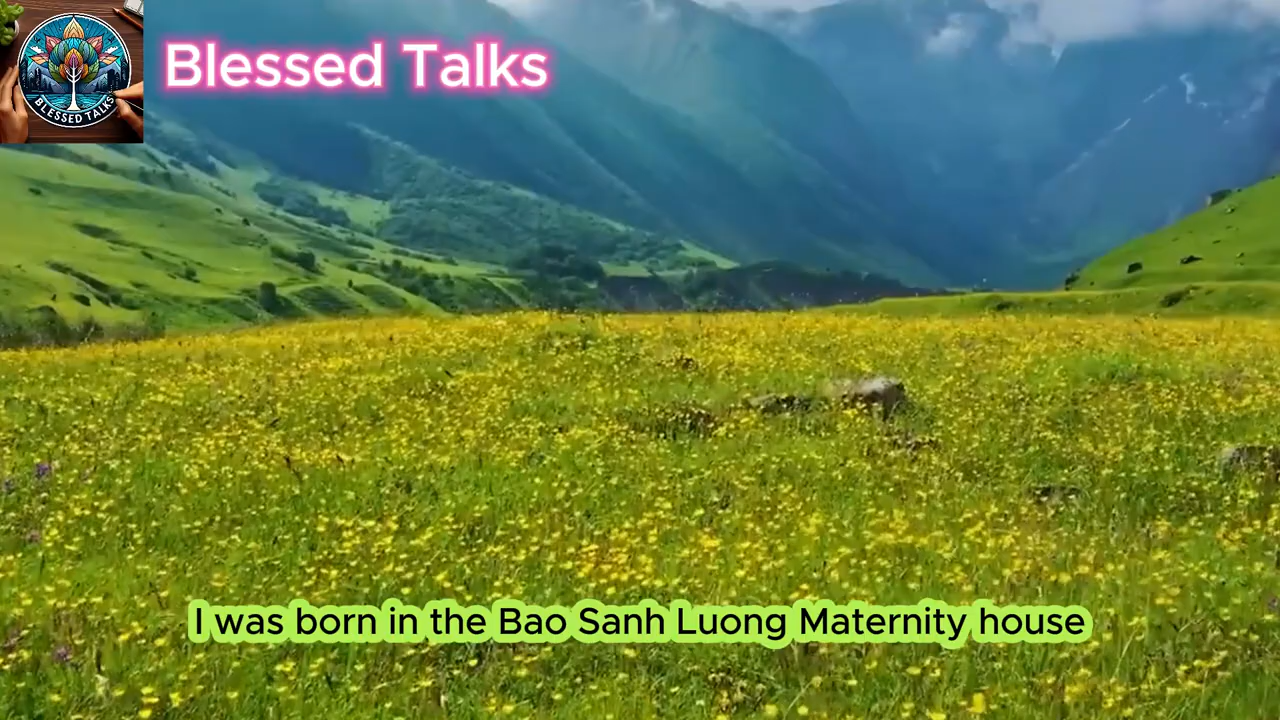 Blessed Talks
BLESSED TALKS
I was born in the Bao Sanh Luong Maternity house